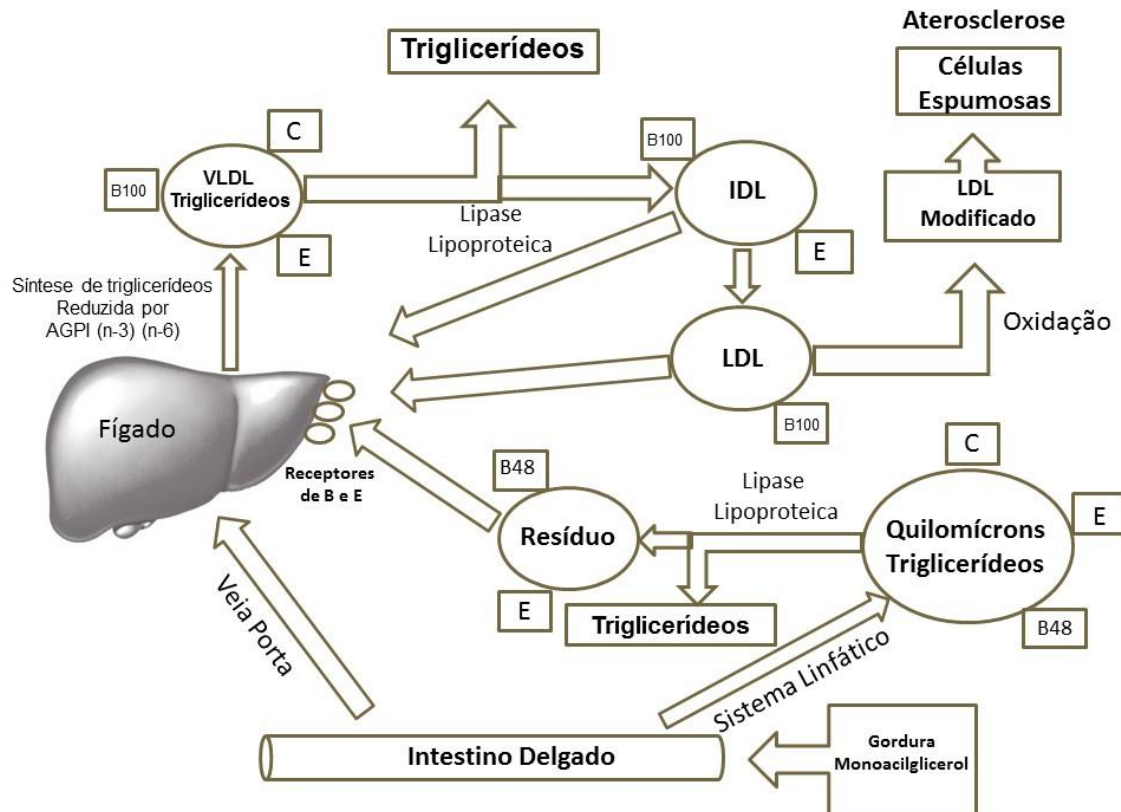 Aterosclerose
Triglicerídeos
Células
Espumosas
C
B100
B100
VLDL
Triglicerídeos
IDL
LDL
Modificado
Lipase
Lipoproteica
E
E
Síntese de triglicerídeos
Reduzida por
AGPI (n-3) (n-6)
Oxidação
LDL
B100
Fígado
Receptores
de B e E
B48
Lipase
Lipoproteica
C
E
Resíduo
Quilomícrons
Triglicerídeos
E
Triglicerídeos
B48
Veia Porta
Sistema Linfático
Intestino Delgado
Gordura
Monoacilglicerol